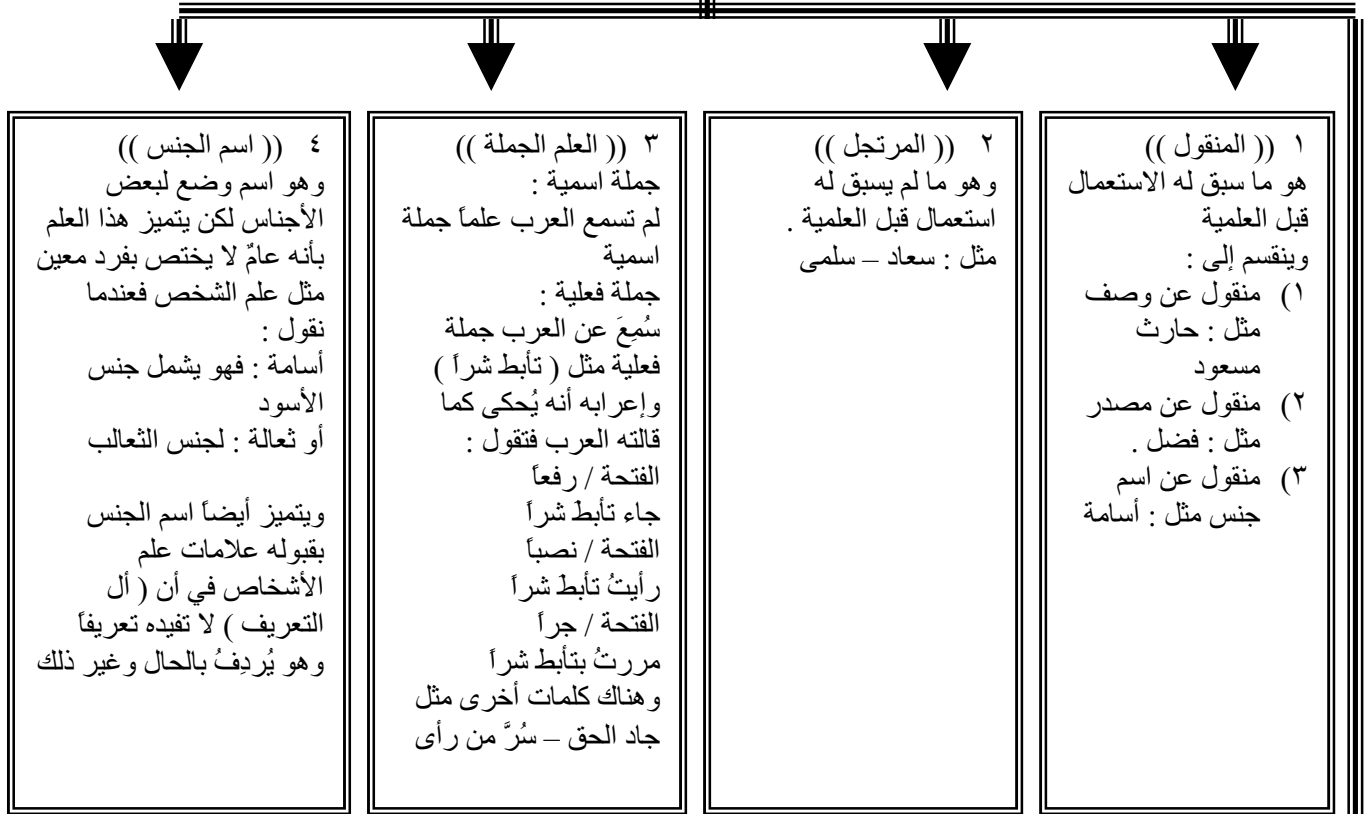 ١ (( المنقول ))
هو ما سبق له الاستعمال
قبل العلمية
وينقسم إلى :
١) منقول عن وصف
مثل : حارث
مسعود
٢) منقول عن مصدر
مثل : فضل .
٣) منقول عن اسم
جنس مثل : أسامة
٢ (( المرتجل ))
وهو ما لم يسبق له
استعمال قبل العلمية .
مثل : سعاد – سلمى
٣ (( العلم الجملة ))
جملة اسمية :
لم تسمع العرب علماً جملة
اسمية
جملة فعلية :
سُمِعَ عن العرب جملة
فعلية مثل ( تأبط شراً )
وإعرابه أنه يُحكى كما
قالته العرب فتقول :
الفتحة / رفعاً
جاء تأبطَ شراً
الفتحة / نصباً
رأيتُ تأبطَ شراً
الفتحة / جراً
مررتُ بتأبط شراً
وهناك كلمات أخرى مثل
جاد الحق – سُرَّ من رأى
٤ (( اسم الجنس ))
وهو اسم وضع لبعض
الأجناس لكن يتميز هذا العلم
بأنه عامٌ لا يختص بفرد معين
مثل علم الشخص فعندما
نقول :
أسامة : فهو يشمل جنس
الأسود
أو ثعالة : لجنس الثعالب
ويتميز أيضاً اسم الجنس
بقبوله علامات علم
الأشخاص في أن ( أل
التعريف ) لا تفيده تعريفاً
وهو يُردِفُ بالحال وغير ذلك